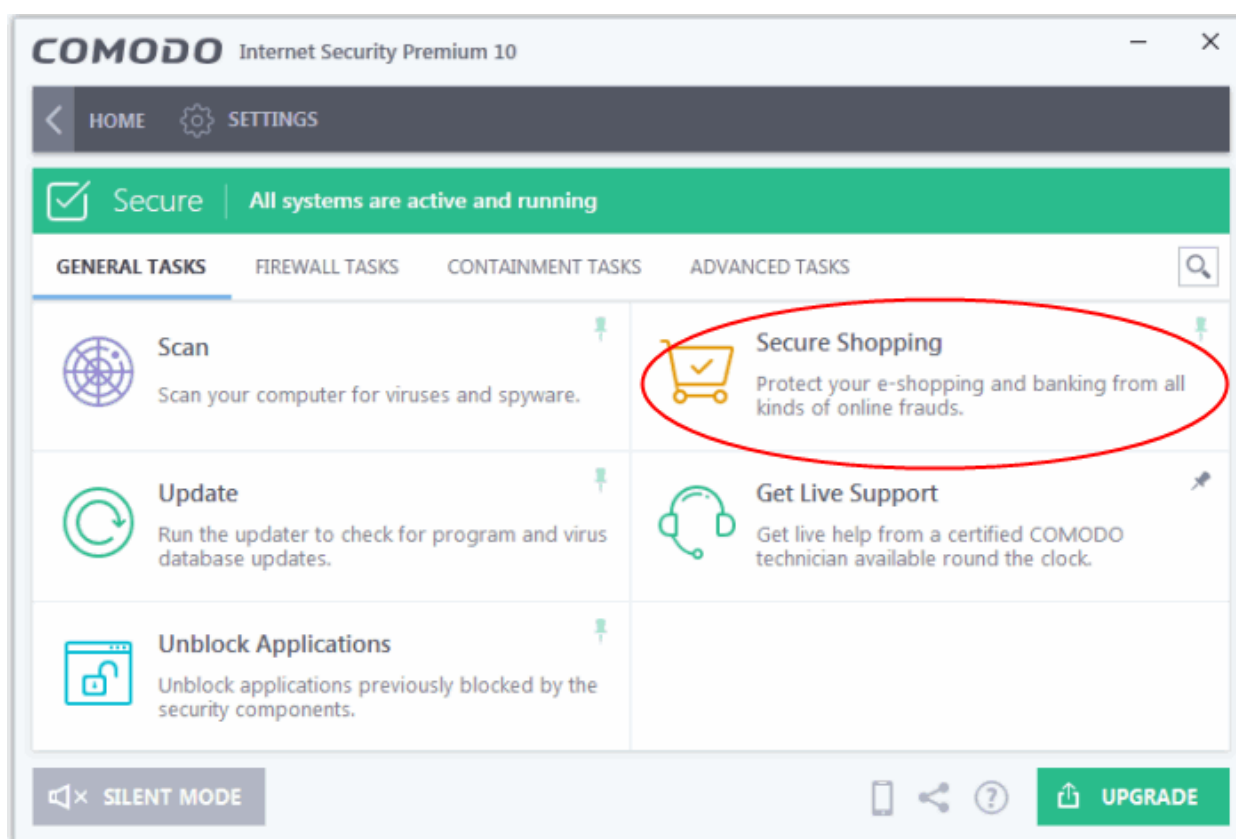 COMODO Internet Security Premium 10
HOME SETTINGS
Secure All systems are active and running
GENERAL TASKS FIREWALL TASKS CONTAINMENT TASKS ADVANCED TASKS
Scan
Scan your computer for viruses and spyware.
Secure Shopping
Protect your e-shopping and banking from all
kinds of online frauds.
Update
Run the updater to check for program and virus
database updates.
Get Live Support
Get live help from a certified COMODO
technician available round the clock.
Unblock Applications
Unblock applications previously blocked by the
security components.
SILENT MODE ? UPGRADE